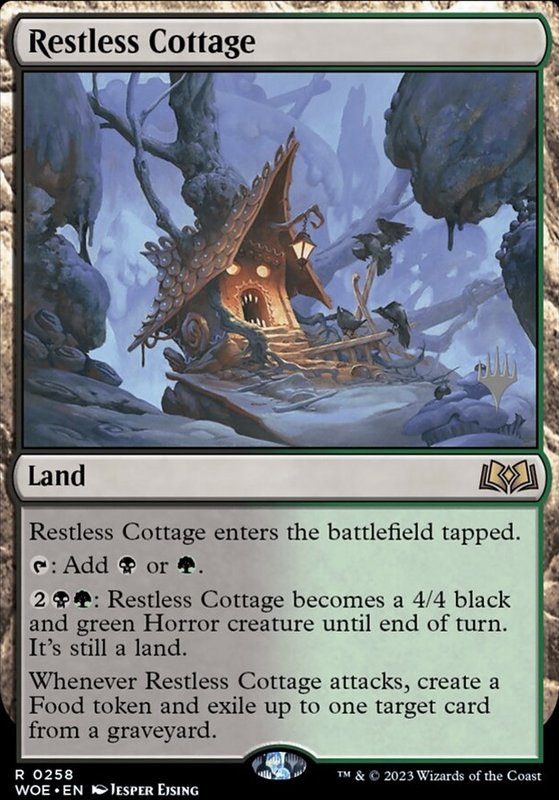 Restless Cottage
Land
Restless Cottage enters the battlefield tapped.
: Add or .
2 : Restless Cottage becomes a 4/4 black
and green Horror creature until end of turn.
It's still a land.
Whenever Restless Cottage attacks, create a
Food token and exile up to one target card
from a graveyard.
R 0258
WOE • EN Jesper Ejsing
™ & © 2023 Wizards of the Coast